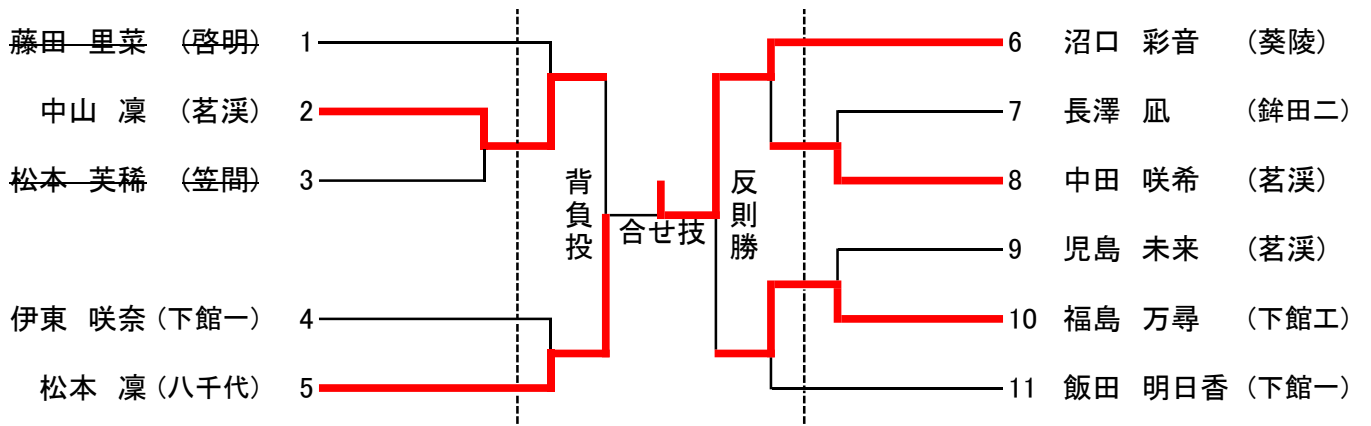 藤田 里菜 (啓明) 1
中山 凜 (茗溪) 2
松本 芙稀 (笠間) 3
伊東 咲奈 (下館一) 4
松本 凜 (八千代) 5
背負投
合せ技
反則勝
6 沼口 彩音 (葵陵)
7 長澤 凪 (鉾田二)
8 中田 咲希 (茗溪)
9 児島 未来 (茗溪)
10 福島 万尋 (下館工)
11 飯田 明日香 (下館一)